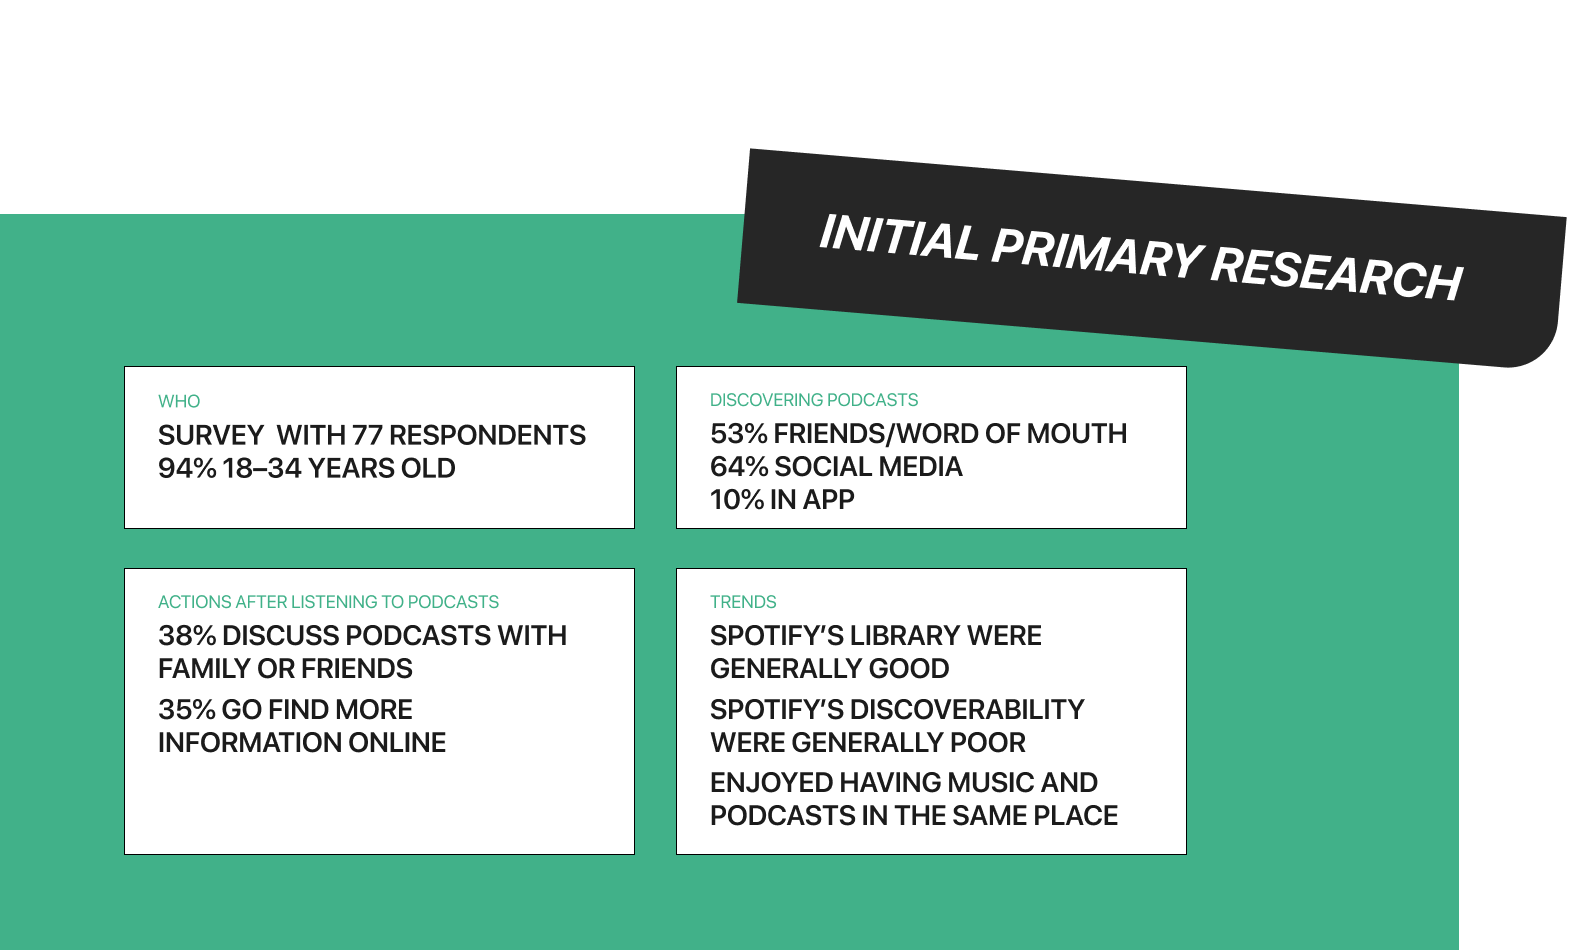 INITIAL PRIMARY RESEARCH
WHO
SURVEY  WITH 77 RESPONDENTS
94% 18–34 YEARS OLD
DISCOVERING PODCASTS
53% FRIENDS/WORD OF MOUTH
64% SOCIAL MEDIA
10% IN APP
ACTIONS AFTER LISTENING TO PODCASTS
38% DISCUSS PODCASTS WITH
FAMILY OR FRIENDS
35% GO FIND MORE
INFORMATION ONLINE
TRENDS
SPOTIFY’S LIBRARY WERE
GENERALLY GOOD
SPOTIFY’S DISCOVERABILITY
WERE GENERALLY POOR
ENJOYED HAVING MUSIC AND
PODCASTS IN THE SAME PLACE